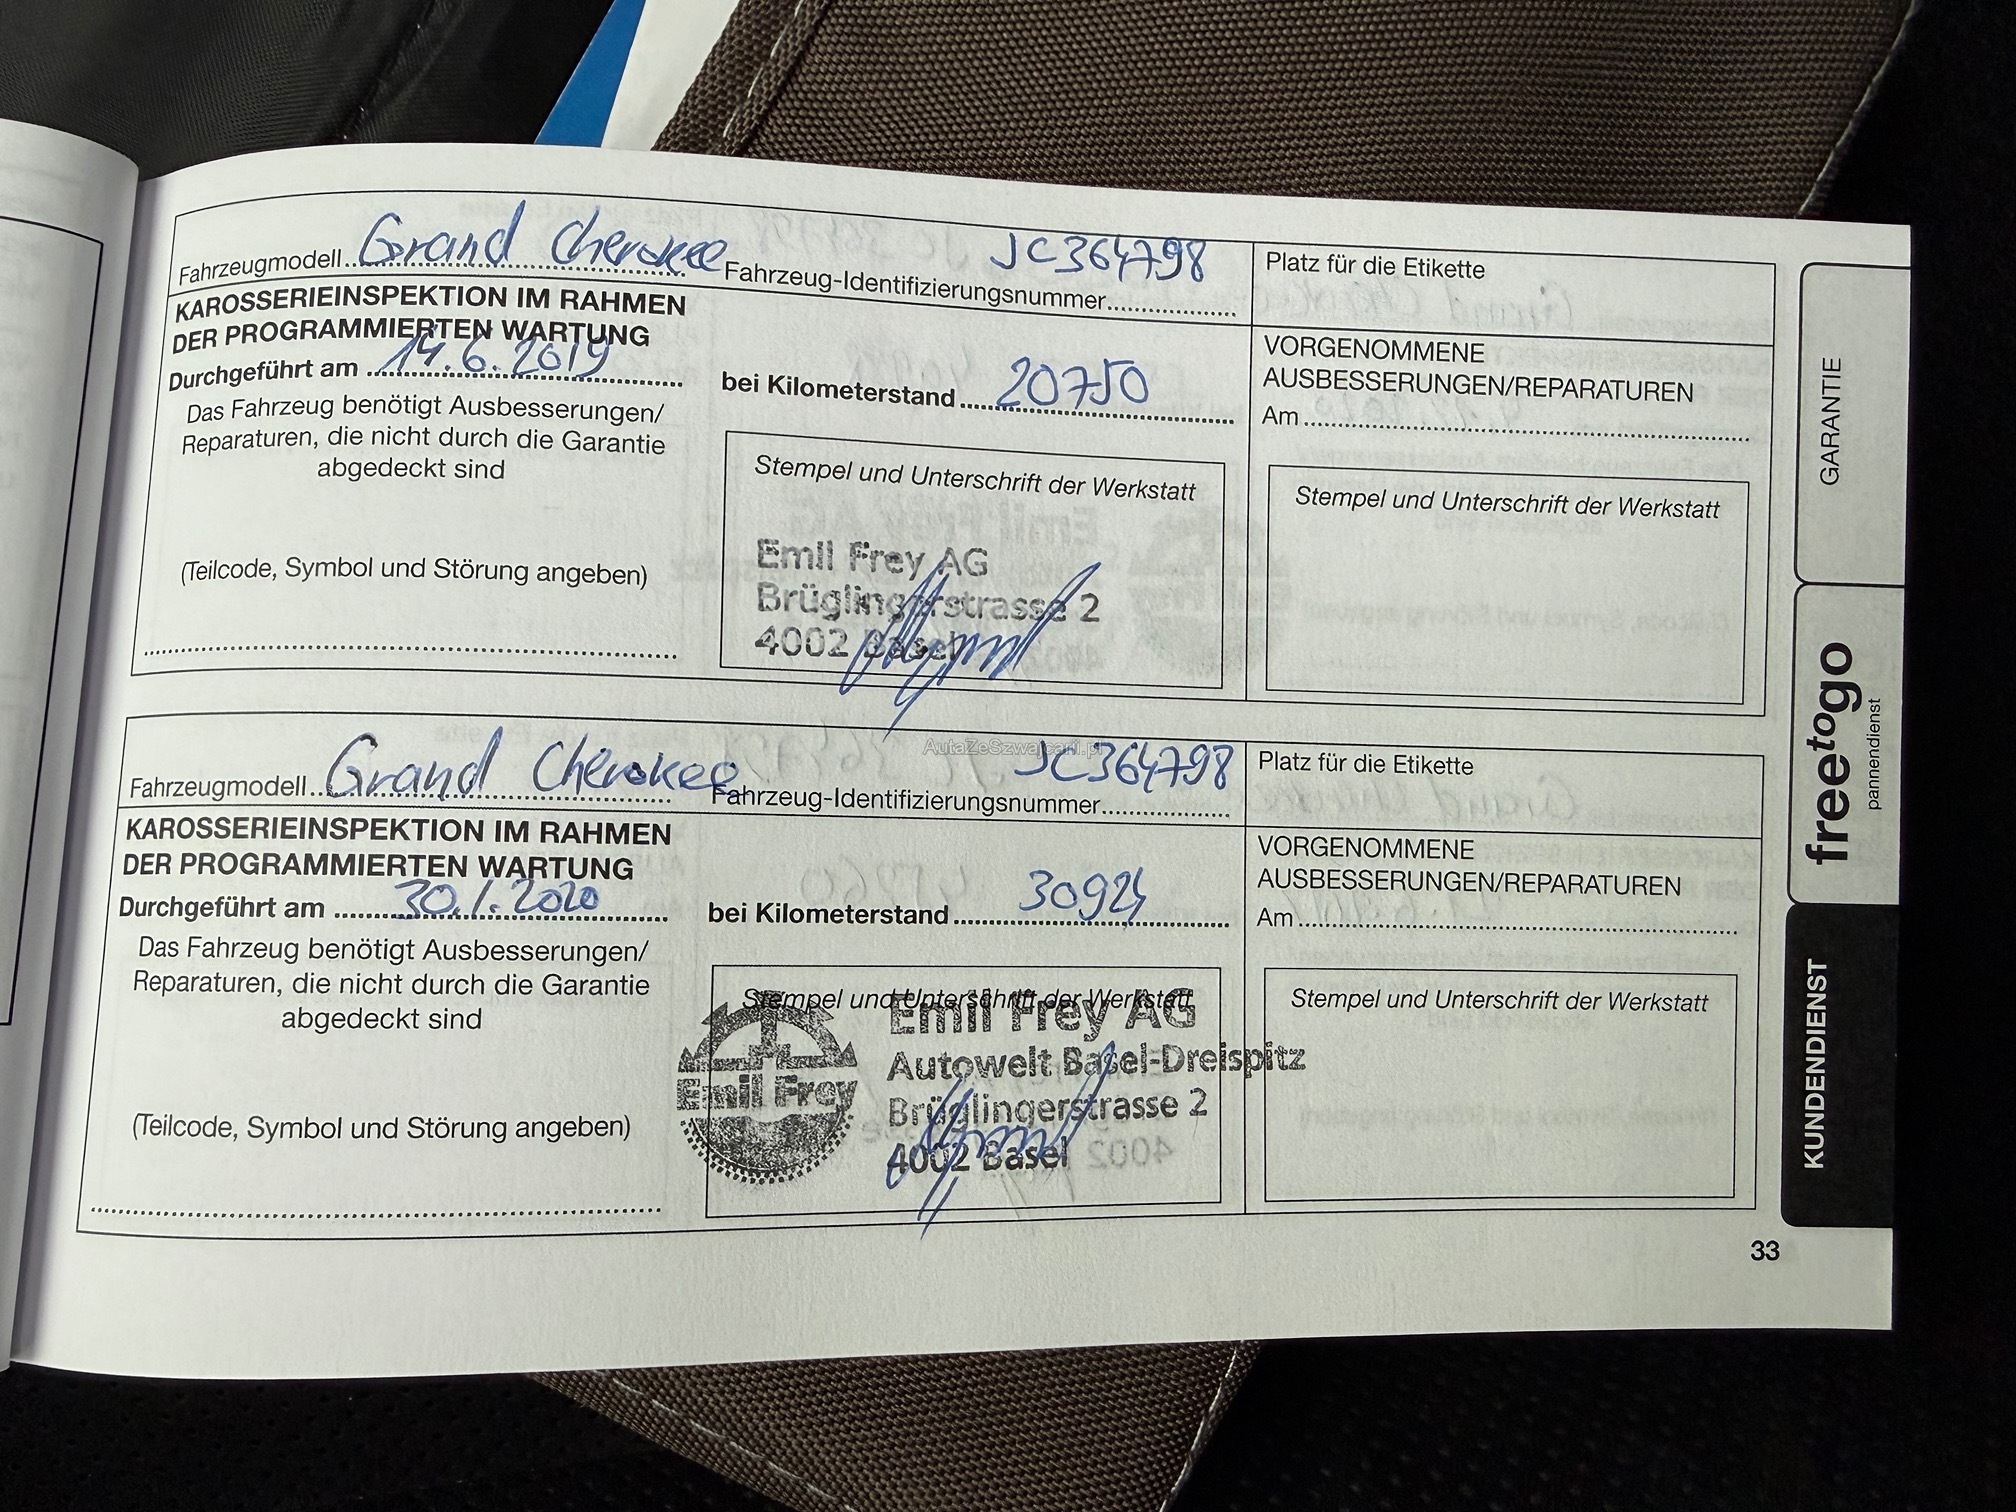 Fahrzeugmodell Grand Cherokee Fahrzeug-Identifizierungsnummer JC364798
Platz für die Etikette
KAROSSERIEINSPEKTION IM RAHMEN
DER PROGRAMMIERTEN WARTUNG
Durchgeführt am 14.6.2019
bei Kilometerstand 20750
VORGENOMMENE
AUSBESSERUNGEN/REPARATUREN
Am
Das Fahrzeug benötigt Ausbesserungen/
Reparaturen, die nicht durch die Garantie
abgedeckt sind
(Teilcode, Symbol und Störung angeben)
Stempel und Unterschrift der Werkstatt
Emil Frey AG
Brüglingerstrasse 2
4002 Basel
Stempel und Unterschrift der Werkstatt
AutaZeSzwajcarii.pl
Fahrzeugmodell Grand Cherokee Fahrzeug-Identifizierungsnummer JC364798
Platz für die Etikette
KAROSSERIEINSPEKTION IM RAHMEN
DER PROGRAMMIERTEN WARTUNG
Durchgeführt am 30.1.2020
bei Kilometerstand 30924
VORGENOMMENE
AUSBESSERUNGEN/REPARATUREN
Am
Das Fahrzeug benötigt Ausbesserungen/
Reparaturen, die nicht durch die Garantie
abgedeckt sind
(Teilcode, Symbol und Störung angeben)
Stempel und Unterschrift der Werkstatt
Emil Frey
Emil Frey AG
Autowelt Basel-Dreispitz
Brüglingerstrasse 2
4002 Basel
Stempel und Unterschrift der Werkstatt
GARANTIE
freetogo
pannendienst
KUNDENDIENST
33